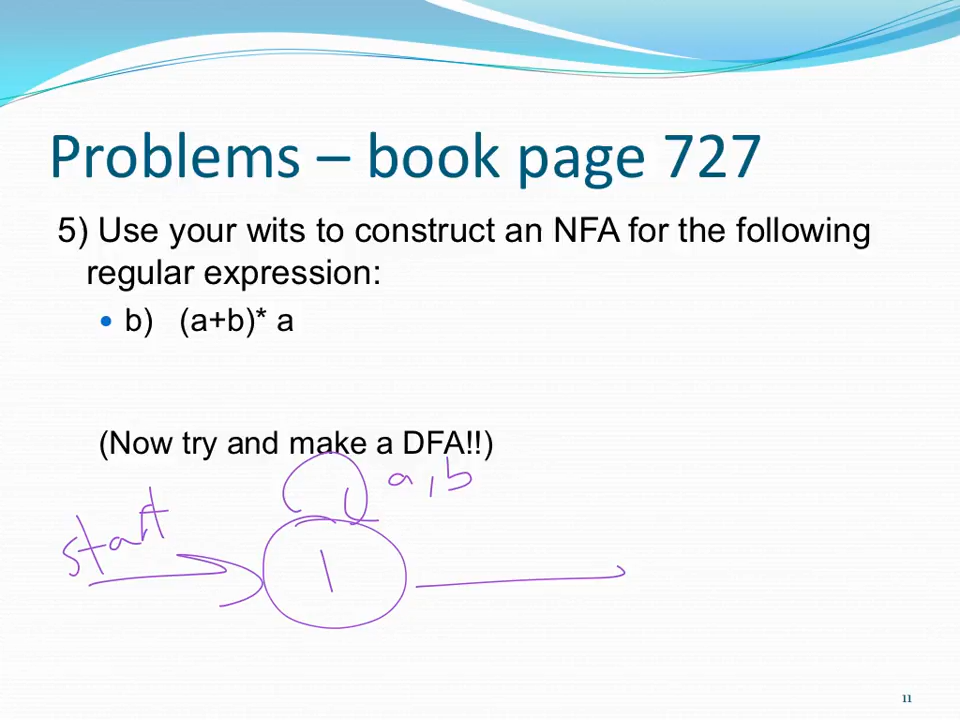 Problems – book page 727
5) Use your wits to construct an NFA for the following
regular expression:
• b) (a+b)* a
(Now try and make a DFA!!)
a, b
start
1
11